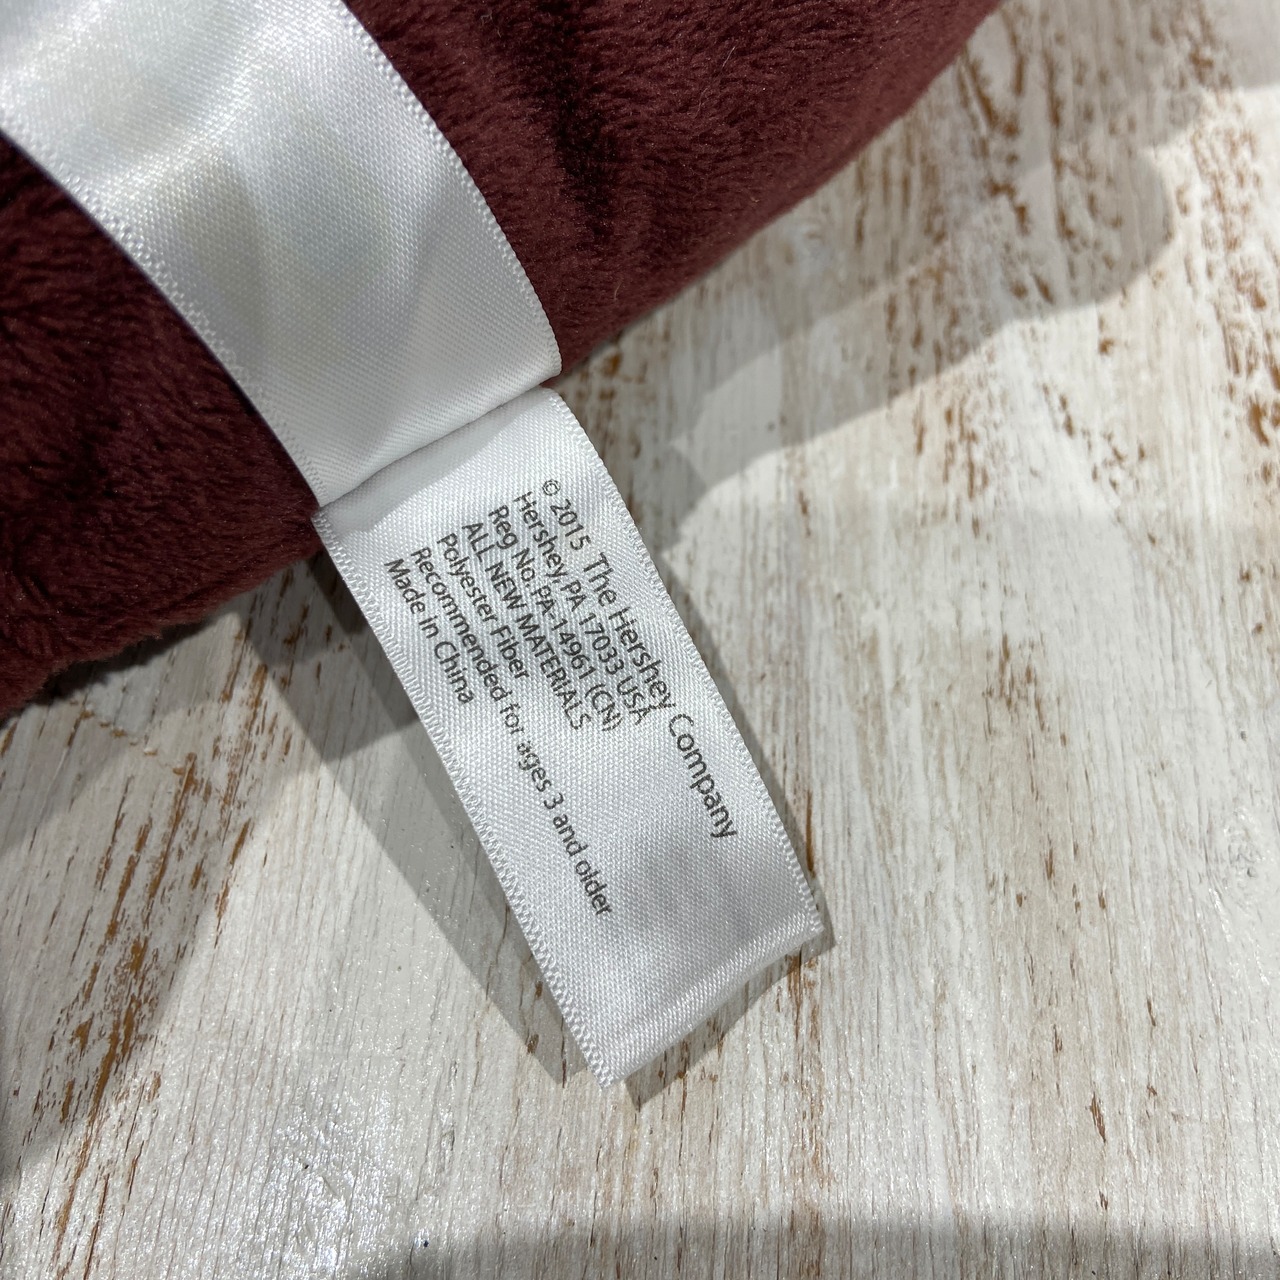 © 2015 The Hershey Company
Hershey, PA 17033 USA
Reg No. PA-14961 (CN)
ALL NEW MATERIALS
Polyester Fiber
Recommended for ages 3 and older
Made in China